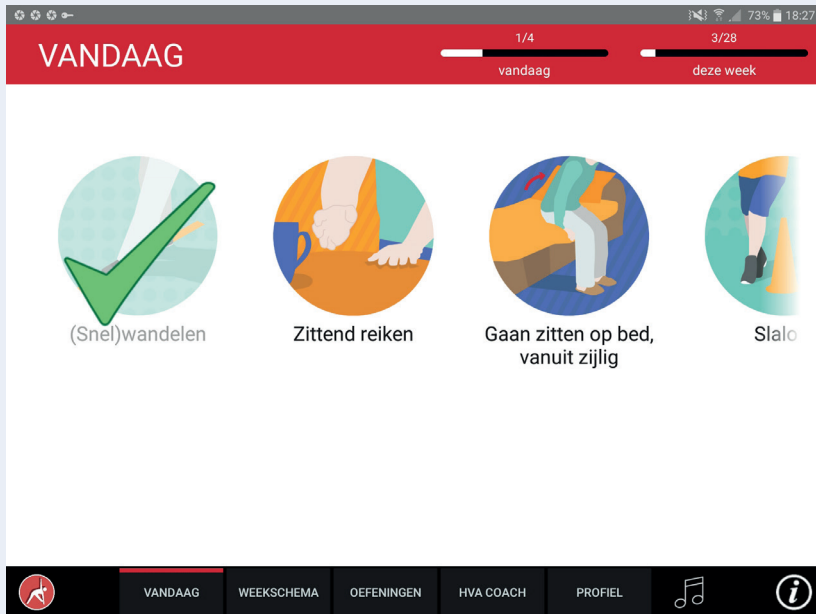 73% 18:27
VANDAAG
1/4
vandaag
3/28
deze week
(Snel)wandelen
Zittend reiken
Gaan zitten op bed,
vanuit zijlig
Slalo
VANDAAG
WEEKSCHEMA
OEFENINGEN
HVA COACH
PROFIEL
i